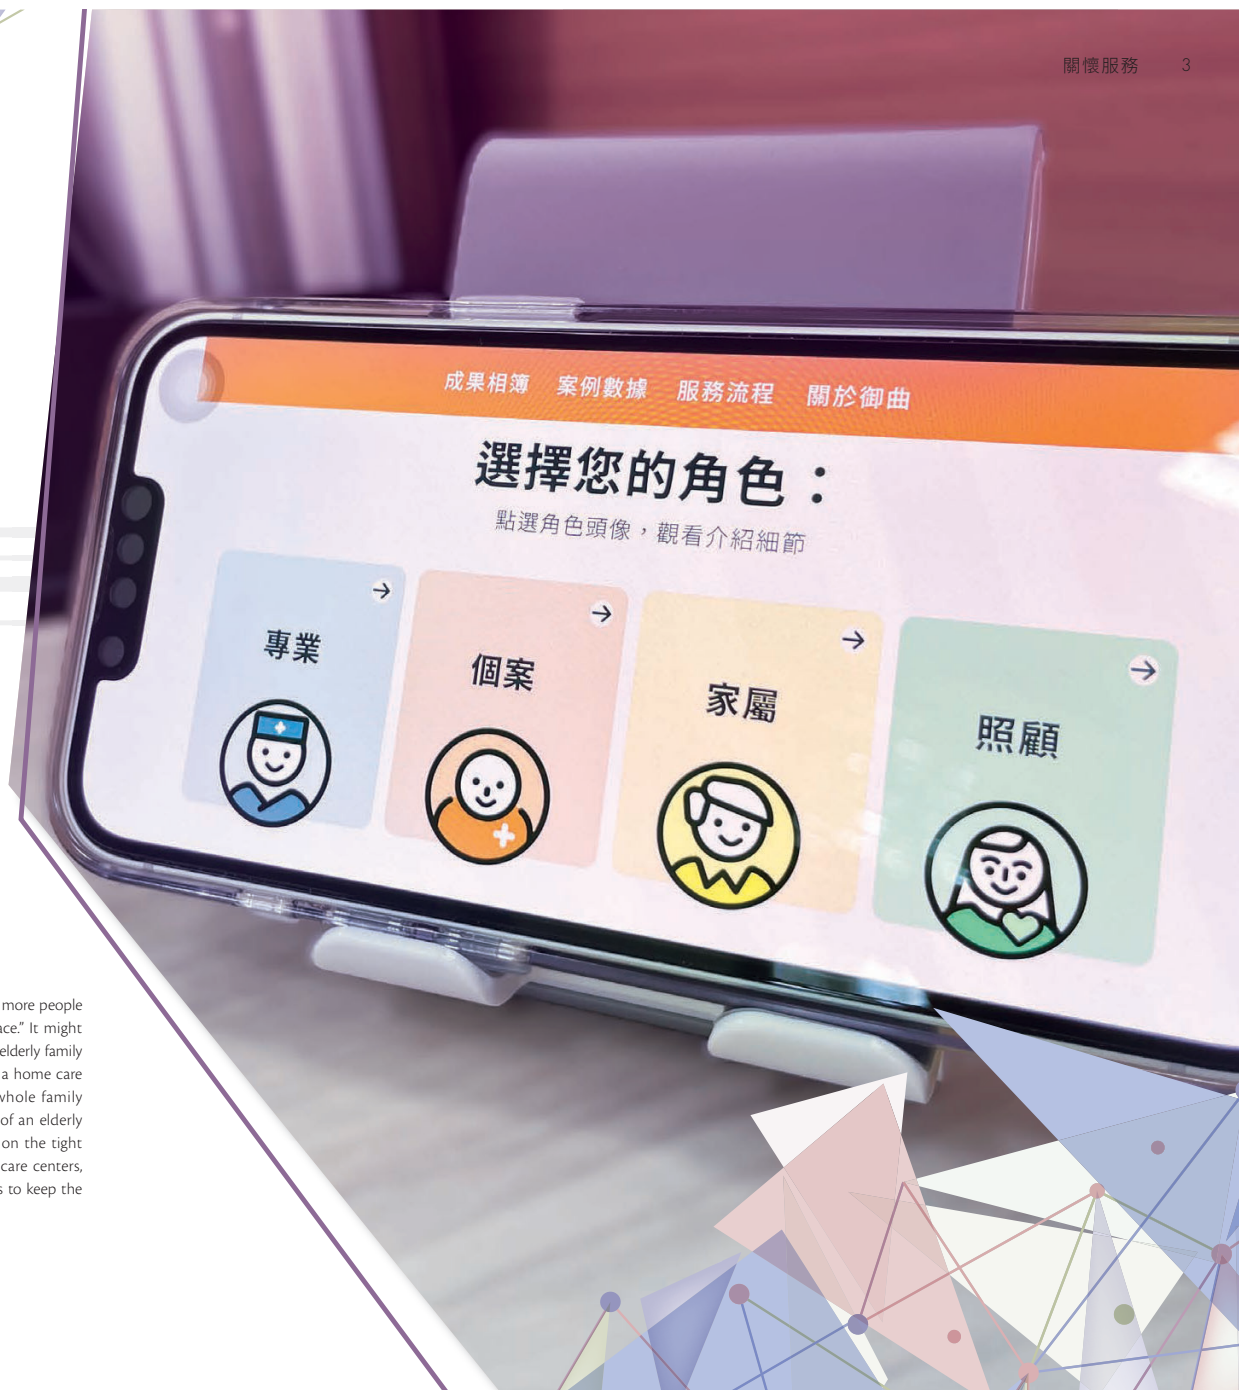 關懷服務 3
成果相簿 案例數據 服務流程 關於御曲
選擇您的角色：
點選角色頭像，觀看介紹細節
專業
個案
家屬
照顧
more people
ace.” It might
elderly family
a home care
whole family
of an elderly
on the tight
care centers,
s to keep the